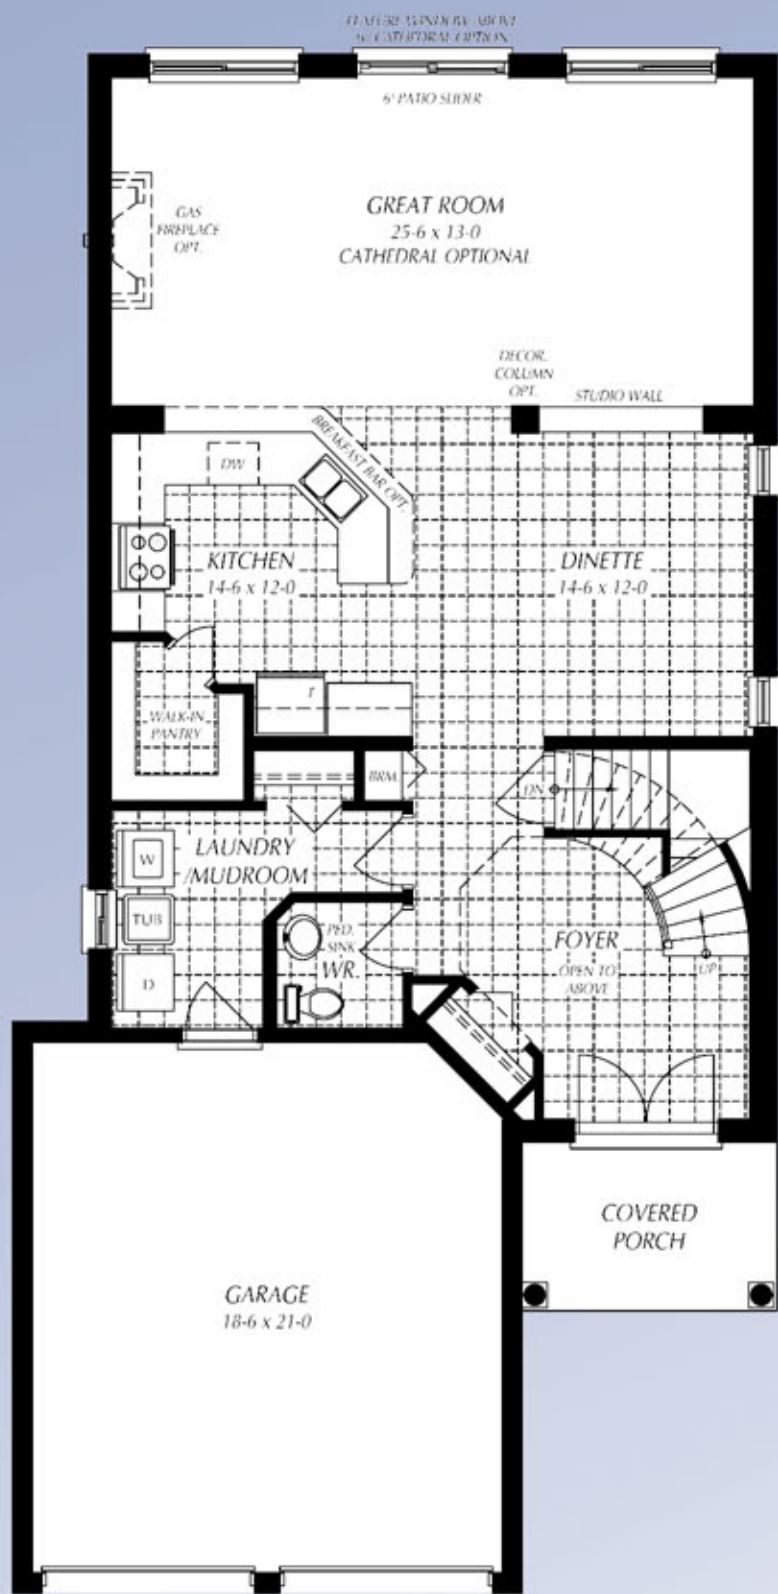 FEATURE WINDOW ABOVE
W/ CATHEDRAL OPTION
6' PATIO SLIDER
GAS
FIREPLACE
OPT.
GREAT ROOM
25-6 x 13-0
CATHEDRAL OPTIONAL
DECOR.
COLUMN
OPT.
STUDIO WALL
BREAKFAST BAR OPT.
DW
KITCHEN
14-6 x 12-0
DINETTE
14-6 x 12-0
WALK-IN
PANTRY
BRM.
DN
LAUNDRY
/MUDROOM
W
TUB
D
PED.
SINK
WR.
FOYER
OPEN TO
ABOVE
UP
COVERED
PORCH
GARAGE
18-6 x 21-0